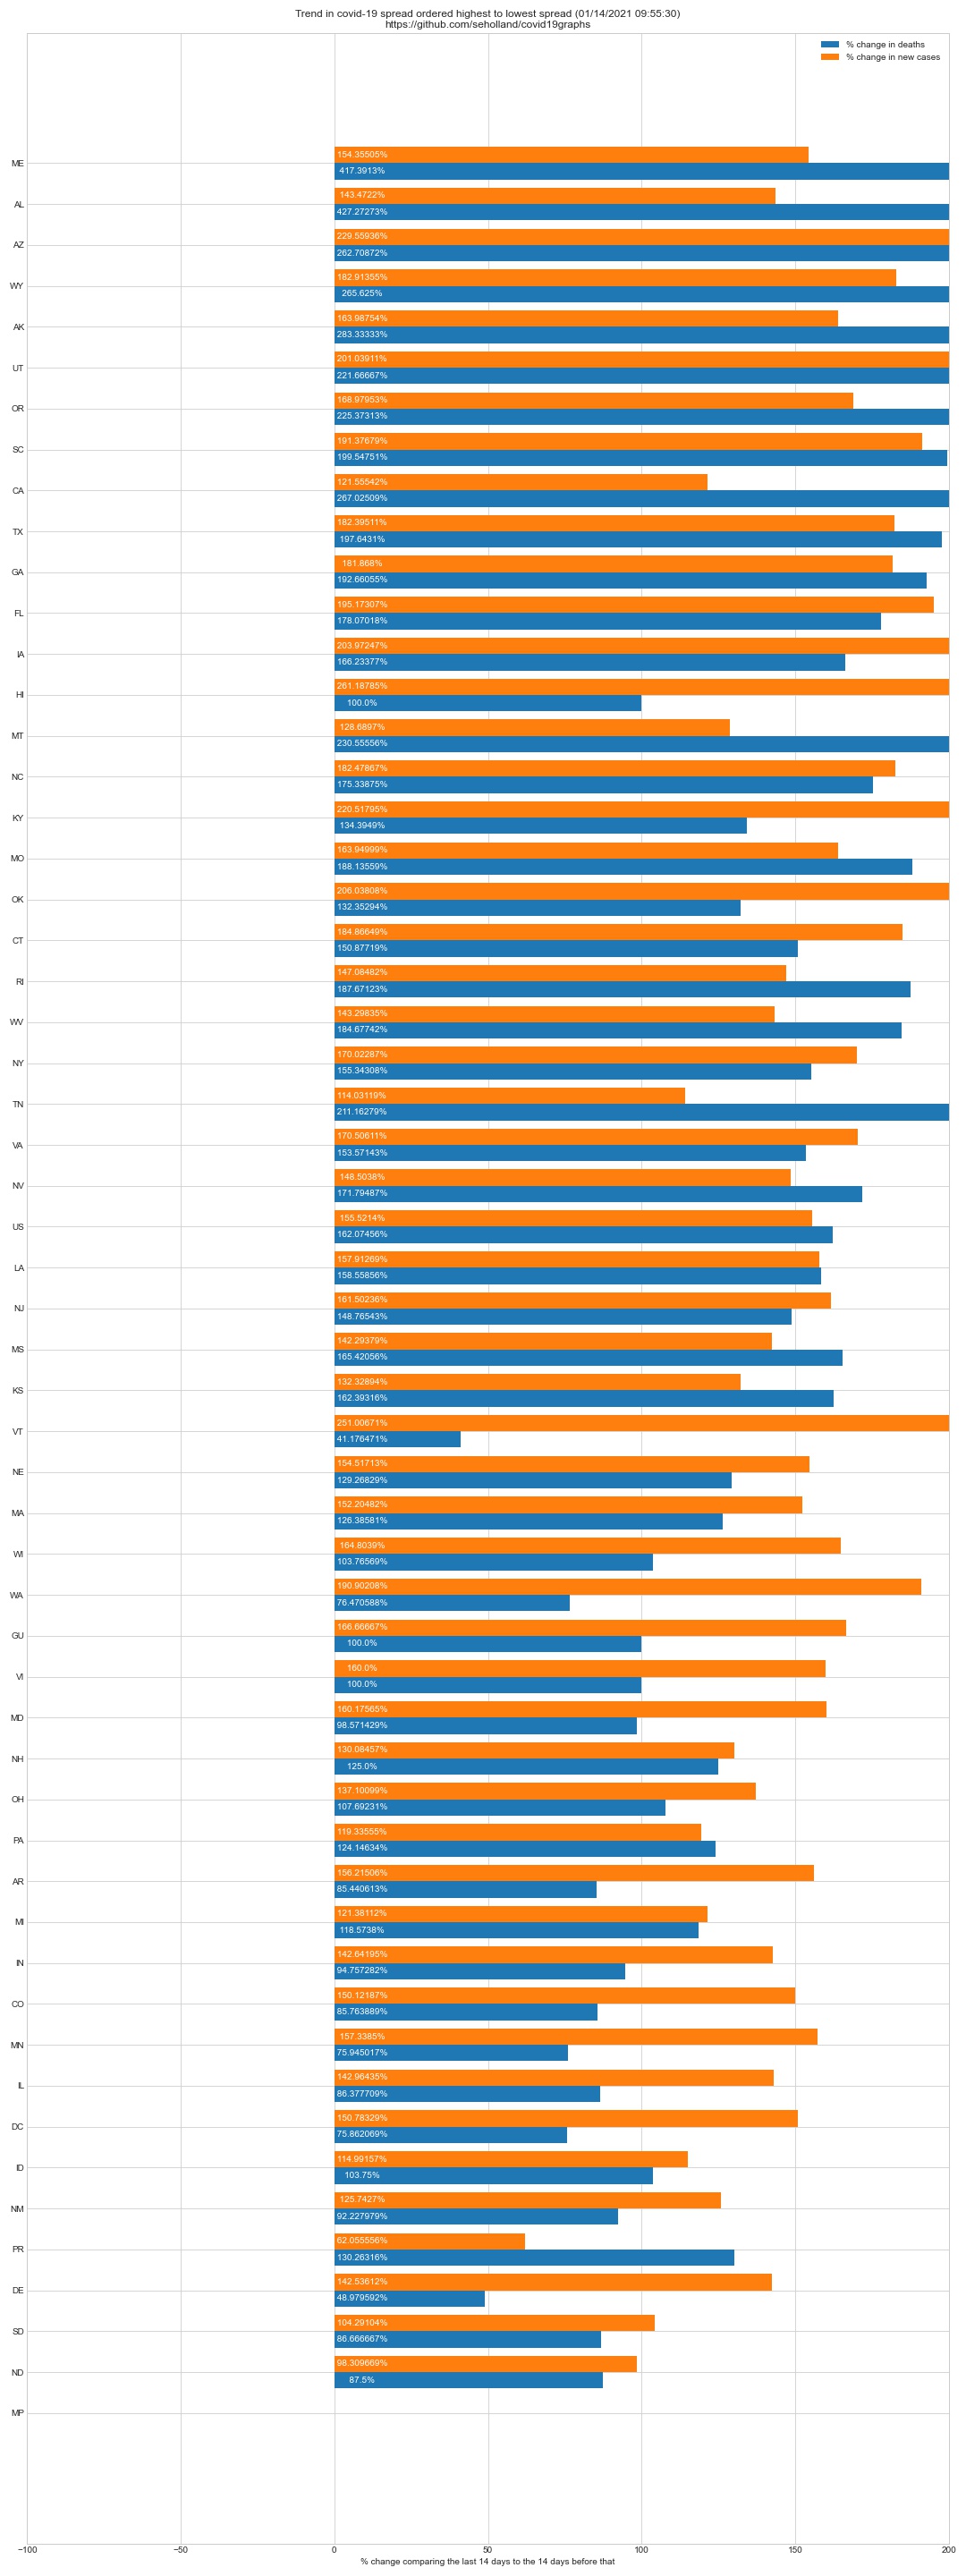 Trend in covid-19 spread ordered highest to lowest spread (01/14/2021 09:55:30)
https://github.com/seholland/covid19graphs
% change in deaths
% change in new cases
154.35505%
ME
417.3913%
143.4722%
AL
427.27273%
229.55936%
AZ
262.70872%
182.91355%
WY
265.625%
163.98754%
AK
283.33333%
201.03911%
UT
221.66667%
168.97953%
OR
225.37313%
191.37679%
SC
199.54751%
121.55542%
CA
267.02509%
182.39511%
TX
197.6431%
181.868%
GA
192.66055%
195.17307%
FL
178.07018%
203.97247%
IA
166.23377%
261.18785%
HI
100.0%
128.6897%
MT
230.55556%
182.47867%
NC
175.33875%
220.51795%
KY
134.3949%
163.94999%
MO
188.13559%
206.03808%
OK
132.35294%
184.86649%
CT
150.87719%
147.08482%
RI
187.67123%
143.29835%
WV
184.67742%
170.02287%
NY
155.34308%
114.03119%
TN
211.16279%
170.50611%
VA
153.57143%
148.5038%
NV
171.79487%
155.5214%
US
162.07456%
157.91269%
LA
158.55856%
161.50236%
NJ
148.76543%
142.29379%
MS
165.42056%
132.32894%
KS
162.39316%
251.00671%
VT
41.176471%
154.51713%
NE
129.26829%
152.20482%
MA
126.38581%
164.8039%
WI
103.76569%
190.90208%
WA
76.470588%
166.66667%
GU
100.0%
160.0%
VI
100.0%
160.17565%
MD
98.571429%
130.08457%
NH
125.0%
137.10099%
OH
107.69231%
119.33555%
PA
124.14634%
156.21506%
AR
85.440613%
121.38112%
MI
118.5738%
142.64195%
IN
94.757282%
150.12187%
CO
85.763889%
157.3385%
MN
75.945017%
142.96435%
IL
86.377709%
150.78329%
DC
75.862069%
114.99157%
ID
103.75%
125.7427%
NM
92.227979%
62.055556%
PR
130.26316%
142.53612%
DE
48.979592%
104.29104%
SD
86.666667%
98.309669%
ND
87.5%
MP
−100 −50 0 50 100 150 200
% change comparing the last 14 days to the 14 days before that